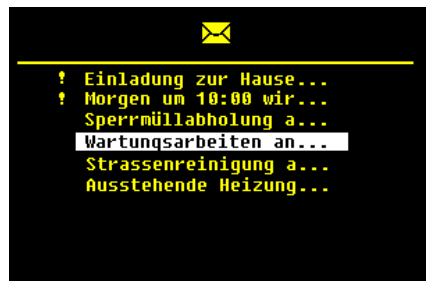 ! Einladung zur Hause...
! Morgen um 10:00 wir...
Sperrmüllabholung a...
Wartungsarbeiten an...
Strassenreinigung a...
Ausstehende Heizung...